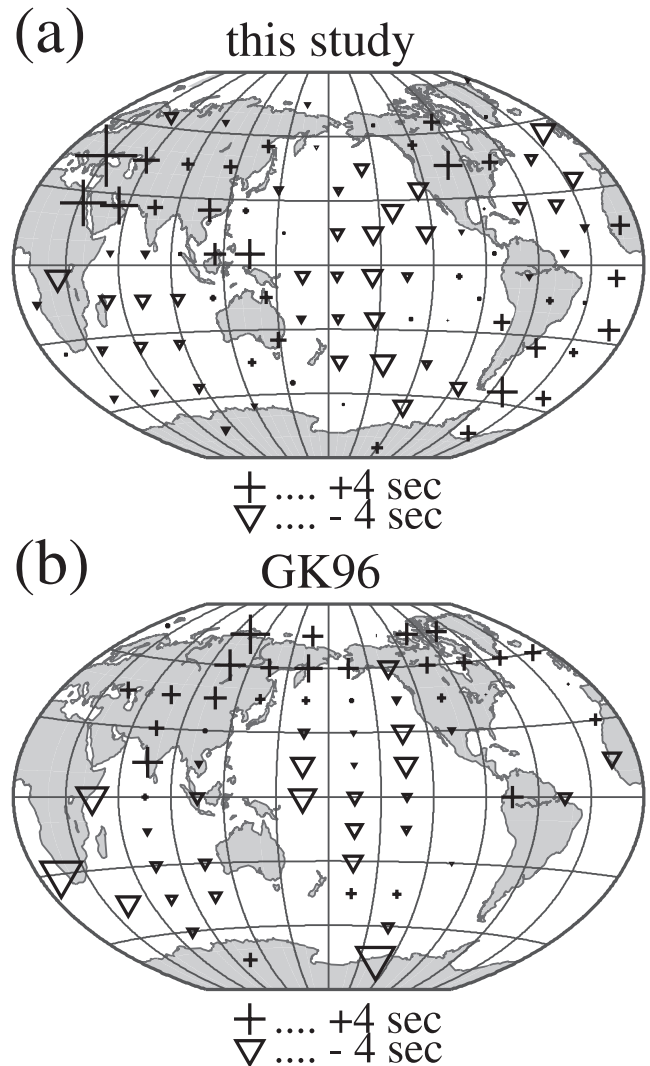 (a)
this study
+ .... +4 sec
▽ .... - 4 sec
(b)
GK96
+ .... +4 sec
▽ .... - 4 sec